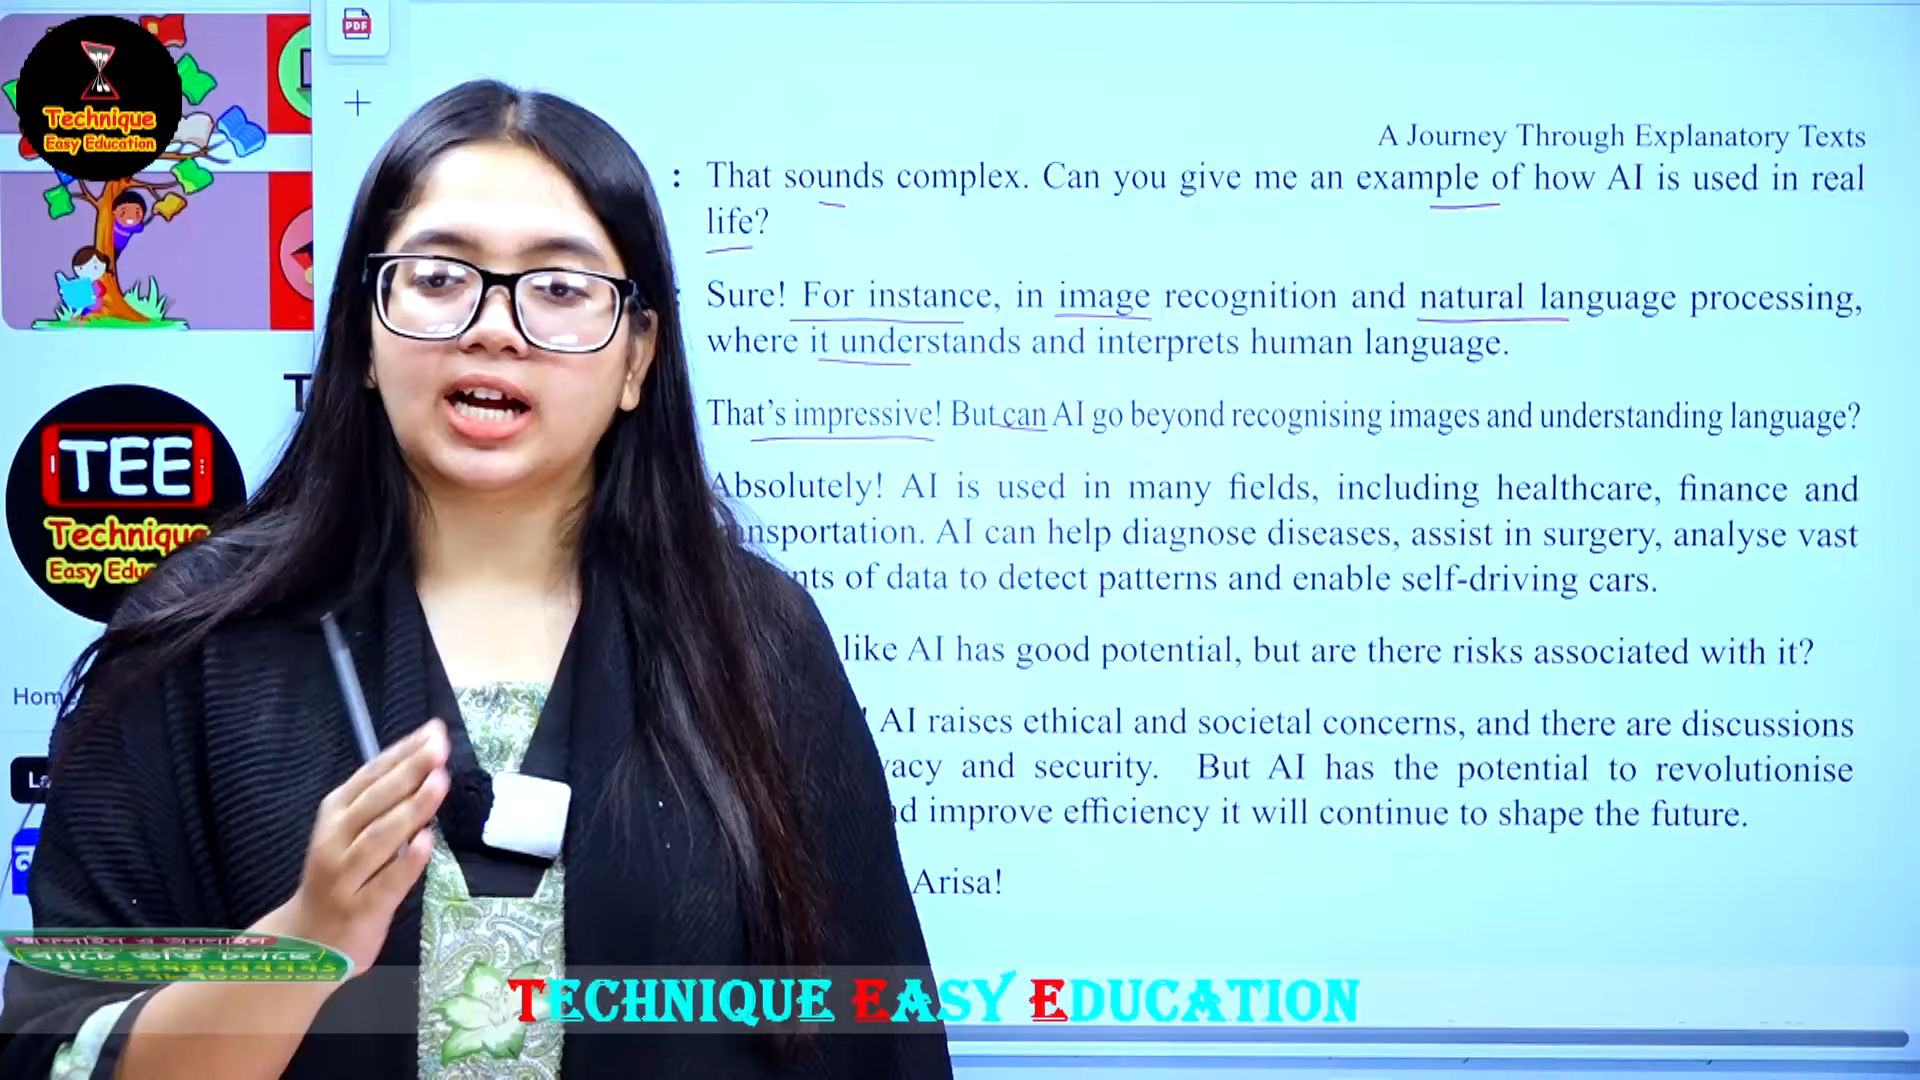 PDF
Technique
Easy Education
A Journey Through Explanatory Texts
: That sounds complex. Can you give me an example of how AI is used in real
life?
Sure! For instance, in image recognition and natural language processing,
where it understands and interprets human language.
That's impressive! But can AI go beyond recognising images and understanding language?
Absolutely! AI is used in many fields, including healthcare, finance and
AI can help diagnose diseases, assist in surgery, analyse vast
of data to detect patterns and enable self-driving cars.
like AI has good potential, but are there risks associated with it?
AI raises ethical and societal concerns, and there are discussions
and security. But AI has the potential to revolutionise
improve efficiency it will continue to shape the future.
Arisa!
TEE
Technique
Easy
Home
TECHNIQUE EASY EDUCATION